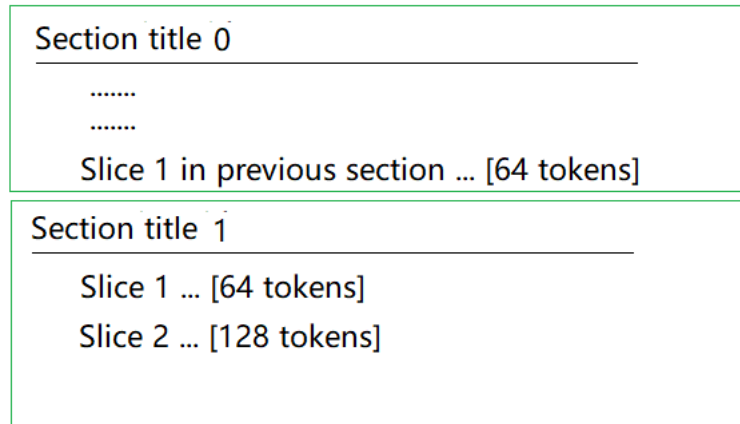 Section title 0
.......
.......
Slice 1 in previous section ... [64 tokens]
Section title 1
Slice 1 ... [64 tokens]
Slice 2 ... [128 tokens]